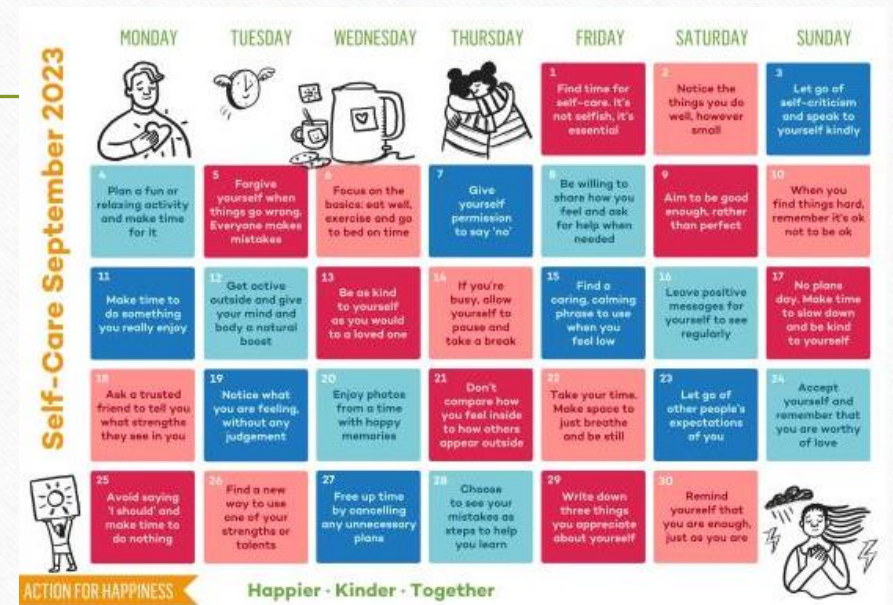 Self-Care September 2023
MONDAY TUESDAY WEDNESDAY THURSDAY FRIDAY SATURDAY SUNDAY
1
Find time for
self-care. It's
not selfish, it's
essential
2
Notice the
things you do
well, however
small
3
Let go of
self-criticism
and speak to
yourself kindly
4
Plan a fun or
relaxing activity
and make time
for it
5
Forgive
yourself when
things go wrong.
Everyone makes
mistakes
6
Focus on the
basics: eat well,
exercise and go
to bed on time
7
Give
yourself
permission
to say 'no'
8
Be willing to
share how you
feel and ask
for help when
needed
9
Aim to be good
enough, rather
than perfect
10
When you
find things hard,
remember it's ok
not to be ok
11
Make time to
do something
you really enjoy
12
Get active
outside and give
your mind and
body a natural
boost
13
Be as kind
to yourself
as you would
to a loved one
14
If you're
busy, allow
yourself to
pause and
take a break
15
Find a
caring, calming
phrase to use
when you
feel low
16
Leave positive
messages for
yourself to see
regularly
17
No plans
day. Make time
to slow down
and be kind
to yourself
18
Ask a trusted
friend to tell you
what strengths
they see in you
19
Notice what
you are feeling,
without any
judgement
20
Enjoy photos
from a time
with happy
memories
21
Don't
compare how
you feel inside
to how others
appear outside
22
Take your time.
Make space to
just breathe
and be still
23
Let go of
other people's
expectations
of you
24
Accept
yourself and
remember that
you are worthy
of love
25
Avoid saying
'I should' and
make time to
do nothing
26
Find a new
way to use
one of your
strengths or
talents
27
Free up time
by cancelling
any unnecessary
plans
28
Choose
to see your
mistakes as
steps to help
you learn
29
Write down
three things
you appreciate
about yourself
30
Remind
yourself that
you are enough,
just as you are
ACTION FOR HAPPINESS
Happier · Kinder · Together